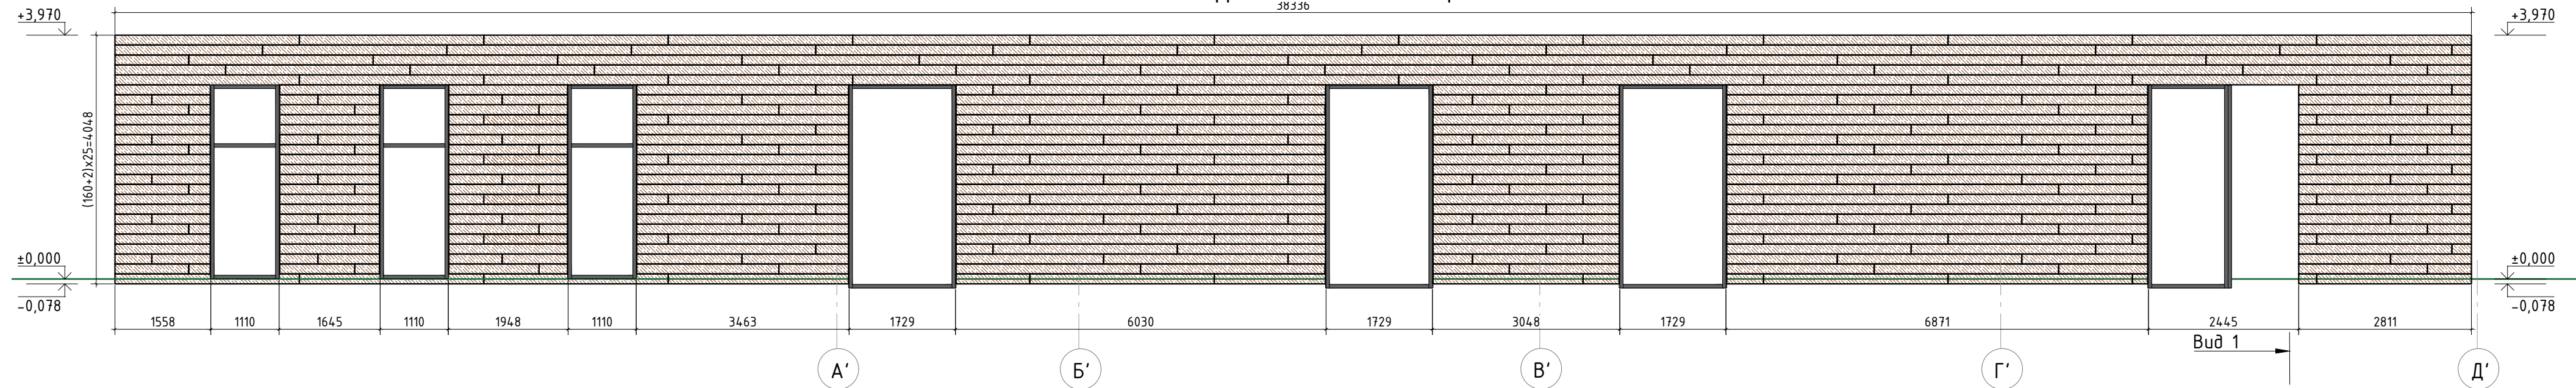 38336
+3,970
+3,970
(160+2)x25=4048
±0,000
-0,078
±0,000
-0,078
1558 1110 1645 1110 1948 1110 3463 1729 6030 1729 3048 1729 6871 2445 2811
Вид 1
А' Б' В' Г' Д'